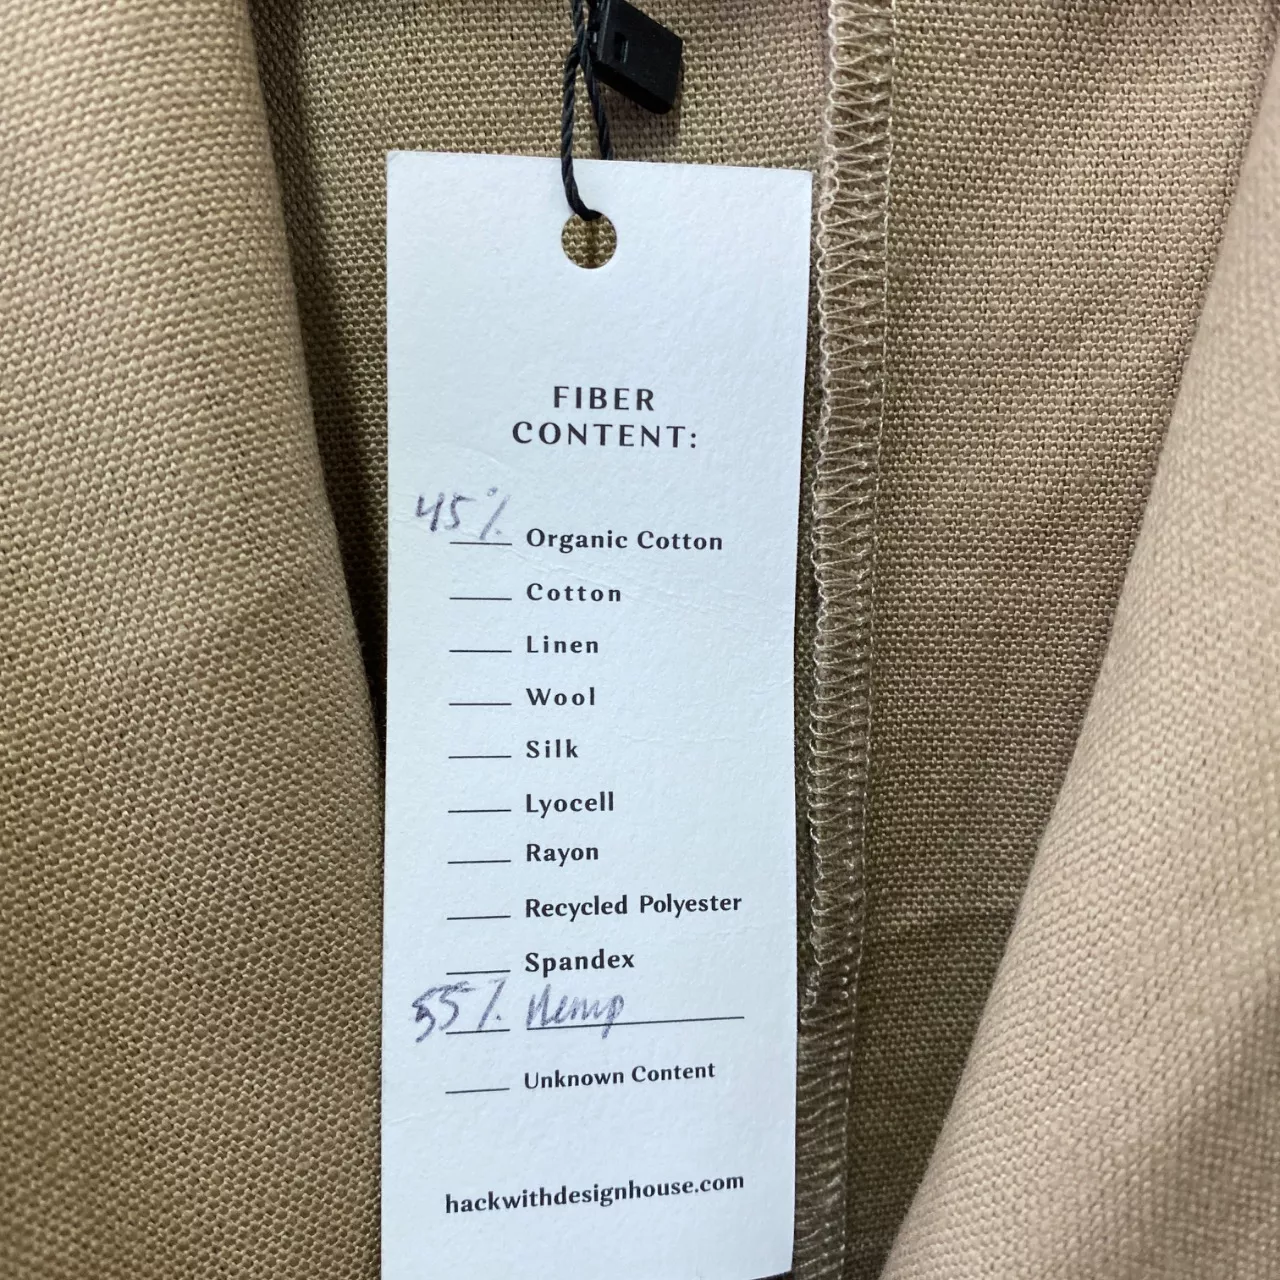 FIBER
CONTENT:
45% Organic Cotton
Cotton
Linen
Wool
Silk
Lyocell
Rayon
Recycled Polyester
Spandex
55% Hemp
Unknown Content
hackwithdesignhouse.com